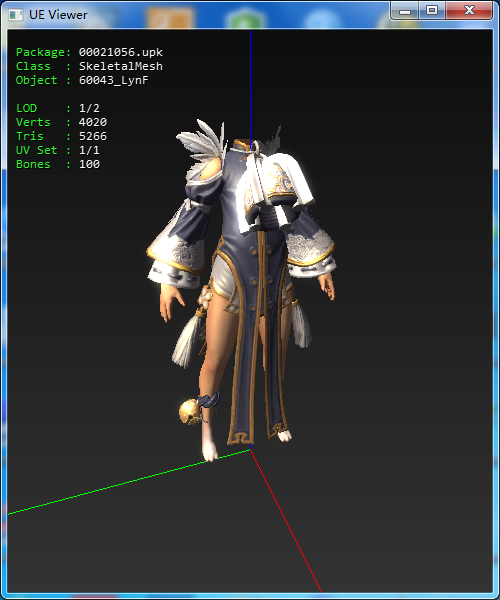 UE Viewer
Package: 00021056.upk
Class : SkeletalMesh
Object : 60043_LynF
LOD : 1/2
Verts : 4020
Tris : 5266
UV Set : 1/1
Bones : 100